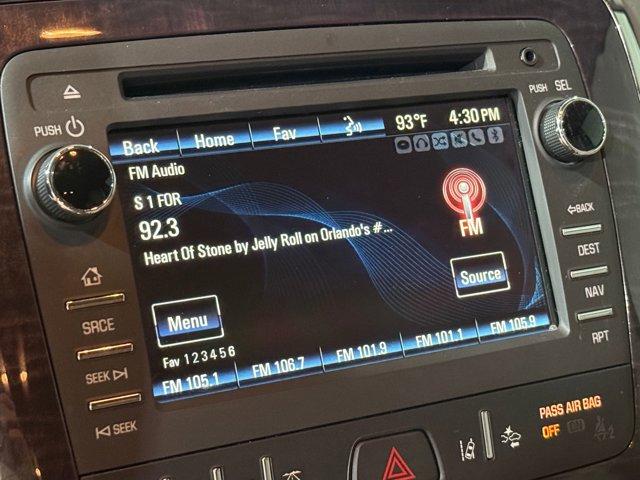 PUSH
PUSH SEL
Back Home Fav 93°F 4:30 PM
FM Audio
S 1 FOR
92.3
FM
Heart Of Stone by Jelly Roll on Orlando's #...
Source
Menu
Fav 1 2 3 4 5 6
FM 105.1 FM 106.7 FM 101.9 FM 101.1 FM 105.9
SRCE
SEEK
SEEK
BACK
DEST
NAV
RPT
PASS AIR BAG
OFF ON
2